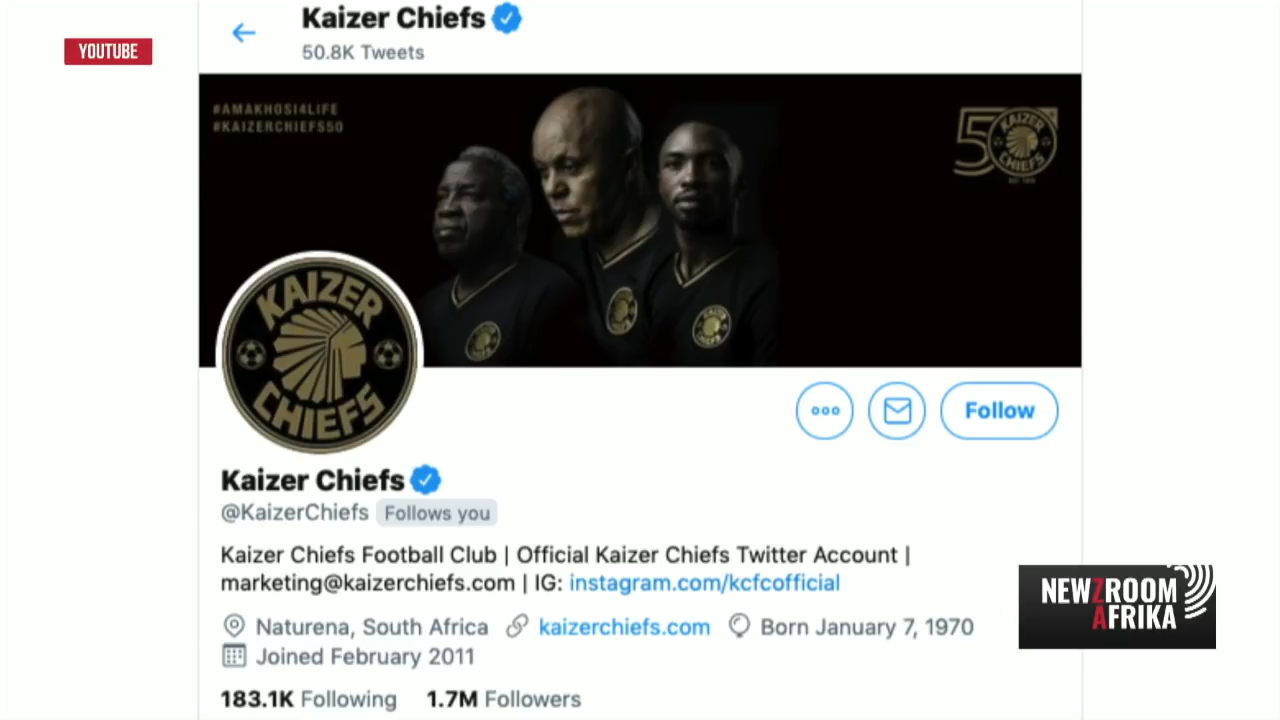 Kaizer Chiefs
50.8K Tweets
YOUTUBE
#AMAKHOSI4LIFE
#KAIZERCHIEFS50
50
KAIZER
CHIEFS
KAIZER
CHIEFS
Follow
Kaizer Chiefs
@KaizerChiefs Follows you
Kaizer Chiefs Football Club | Official Kaizer Chiefs Twitter Account |
marketing@kaizerchiefs.com | IG: instagram.com/kcfcofficial
Naturena, South Africa kaizerchiefs.com Born January 7, 1970
Joined February 2011
183.1K Following 1.7M Followers
NEWZROOM
AFRIKA